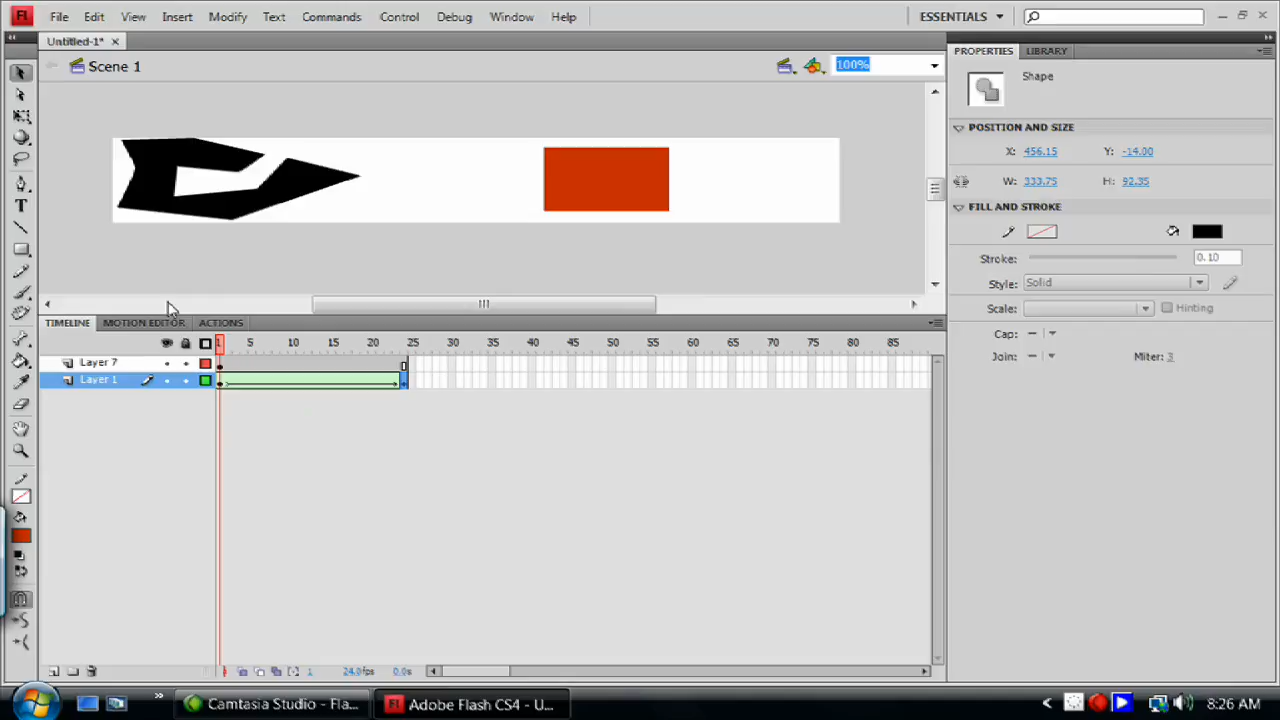 Fl File Edit View Insert Modify Text Commands Control Debug Window Help ESSENTIALS
Untitled-1*
Scene 1 100%
PROPERTIES LIBRARY
Shape
POSITION AND SIZE
X: 456.15 Y: -14.00
W: 333.75 H: 92.35
FILL AND STROKE
Stroke: 0.10
Style: Solid
Scale: Hinting
Cap:
Join: Miter: 3
TIMELINE MOTION EDITOR ACTIONS
1 5 10 15 20 25 30 35 40 45 50 55 60 65 70 75 80 85
Layer 7
Layer 1
1 24.0fps 0.0s
Camtasia Studio - Fla... Fl Adobe Flash CS4 - U... 8:26 AM